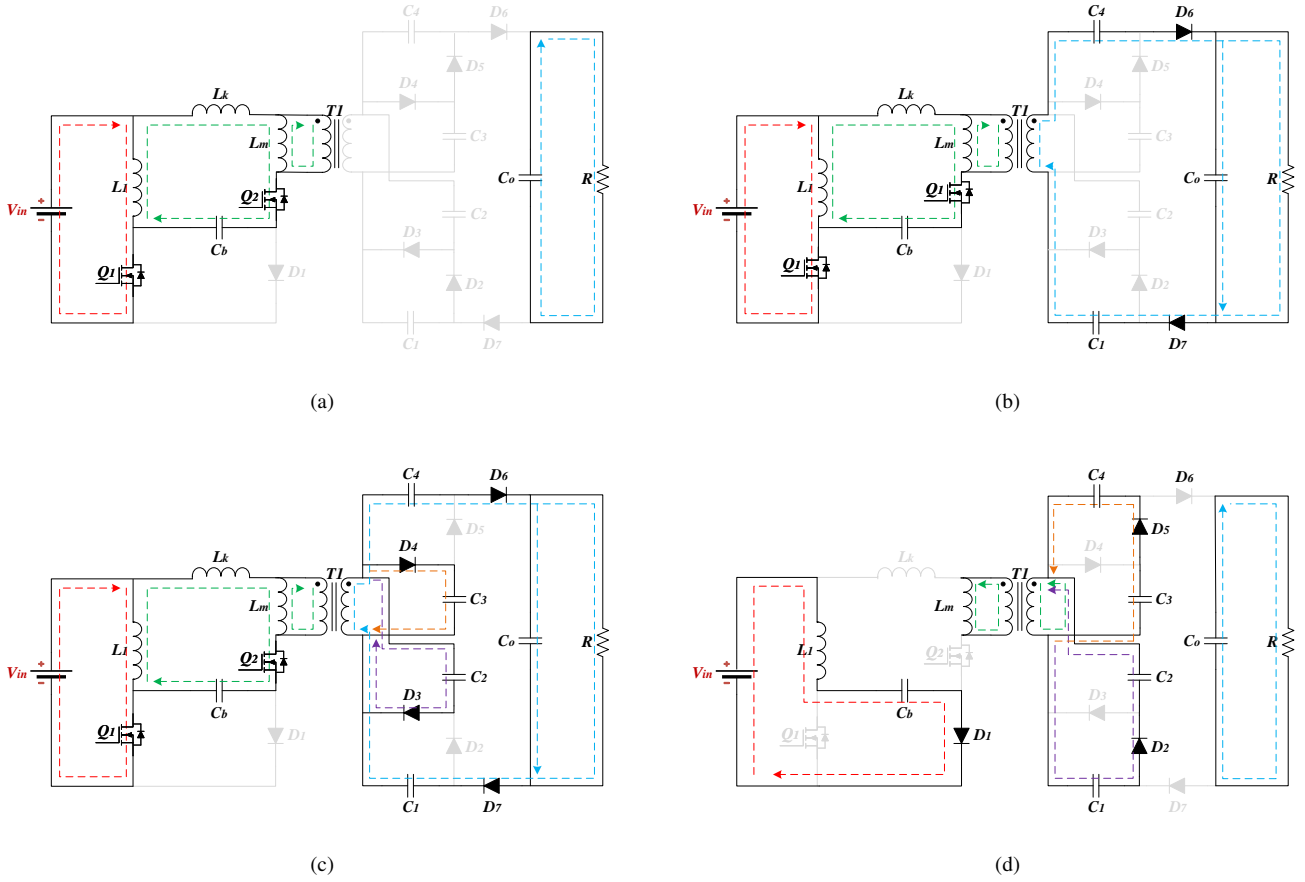 C4 D6
D5
D4
Lk T1
C3
Lm
L1 Co R
Q2
Vin + -
C2
Cb
D3
Q1 D1
D2
C1 D7
(a)
C4 D6
D5
D4
Lk T1
C3
Lm
L1 Co R
Q1
Vin + -
C2
Cb
D3
Q1 D1
D2
C1 D7
(b)
C4 D6
D5
D4
Lk T1
C3
Lm
L1 Co R
Q2
Vin + -
C2
Cb
D3
Q1 D1
D2
C1 D7
(c)
C4 D6
D5
D4
Lk T1
C3
Lm
L1 Co R
Q2
Vin + -
C2
Cb
D3
Q1 D1
D2
C1 D7
(d)